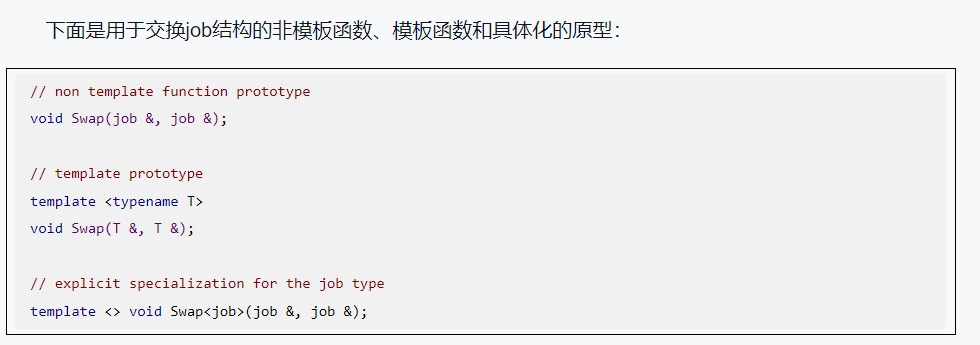 下面是用于交换job结构的非模板函数、模板函数和具体化的原型：
// non template function prototype
void Swap(job &, job &);
// template prototype
template <typename T>
void Swap(T &, T &);
// explicit specialization for the job type
template <> void Swap<job>(job &, job &);